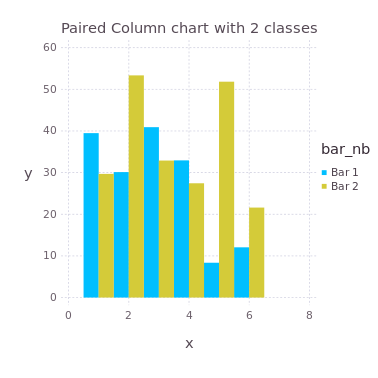 Paired Column chart with 2 classes
60
50
40
30
20
10
0
y
0 2 4 6 8
x
bar_nb
Bar 1
Bar 2